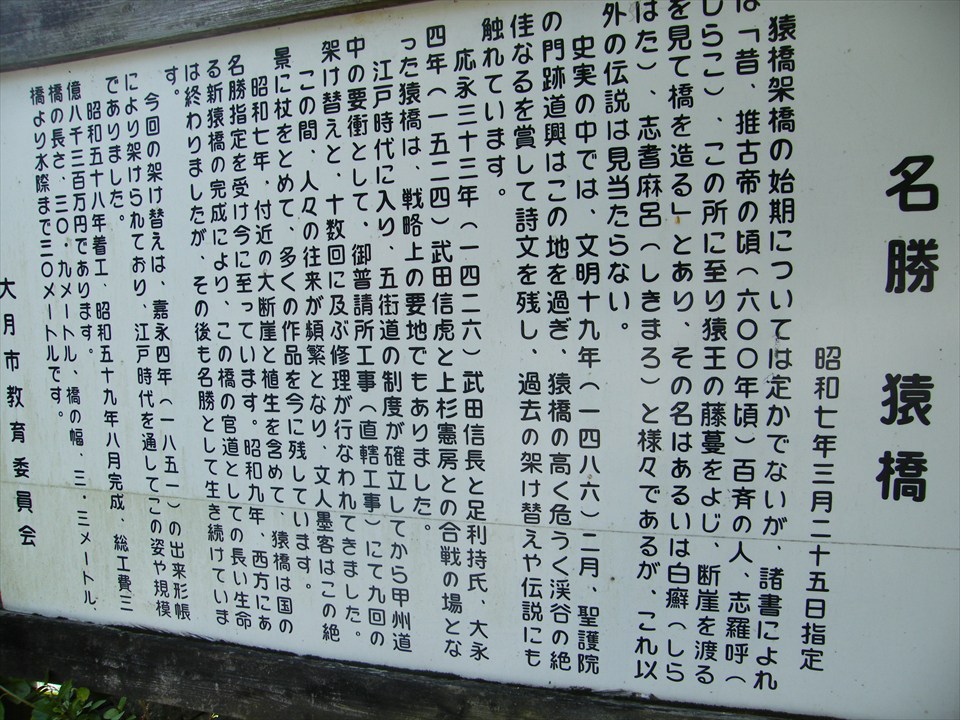 名勝 猿橋
昭和七年三月二十五日指定
猿橋架橋の始期については定かでないが、諸書によれ
ば「昔、推古帝の頃(六〇〇年頃)百斉の人、志羅呼(
しらこ)、この所に至り猿王の藤蔓をよじ、断崖を渡る
を見て橋を造る」とあり、その名はあるいは白癬(しら
はた)、志耆麻呂(しきまろ)と様々であるが、これ以
外の伝説は見当たらない。
史実の中では、文明十九年(一四八六)二月、聖護院
の門跡道興はこの地を過ぎ、猿橋の高く危うく渓谷の絶
佳なるを賞して詩文を残し、過去の架け替えや伝説にも
触れています。
応永三十三年(一四二六)武田信長と足利持氏、大永
四年(一五二四)武田信虎と上杉憲房との合戦の場とな
った猿橋は、戦略上の要地でもありました。
江戸時代に入り、五街道の制度が確立してから甲州道
中の要衝として、御普請所工事(直轄工事)にて九回の
架け替えと、十数回に及ぶ修理が行なわれてきました。
この間、人々の往来が頻繁となり、文人墨客はこの絶
景に杖をとめて、多くの作品を今に残しています。
昭和七年、付近の大断崖と植生を含めて、猿橋は国の
名勝指定を受け今に至っています。昭和九年、西方にあ
る新猿橋の完成により、この橋の官道としての長い生命
は終わりましたが、その後も名勝として生き続けていま
す。
今回の架け替えは、嘉永四年(一八五一)の出来形帳
により架けられており、江戸時代を通してこの姿や規模
でありました。
昭和五十八年着工、昭和五十九年八月完成、総工費三
億八千三百万円であります。
橋の長さ、三〇.九メートル、橋の幅、三.三メートル、
橋より水際まで三〇メートルです。
大月市教育委員会